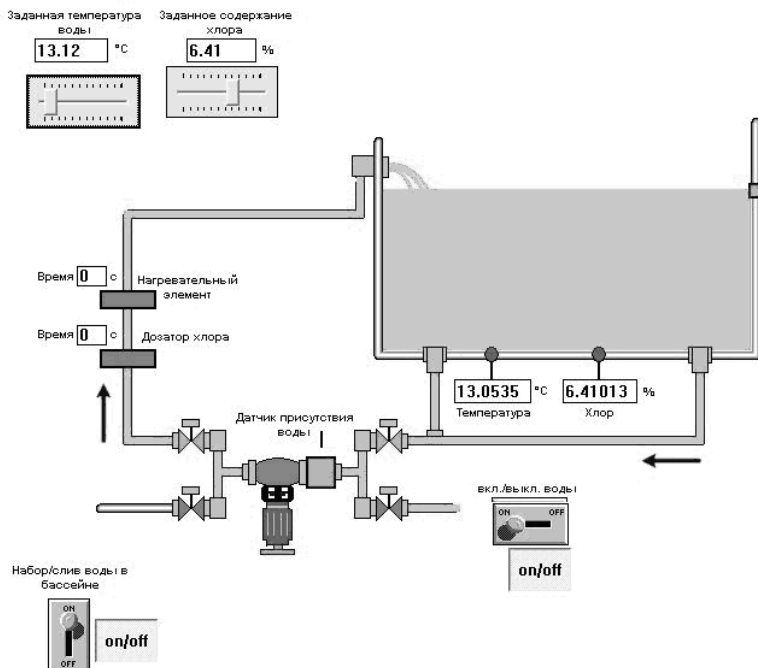 Заданная температура
воды
13.12 °C
Заданное содержание
хлора
6.41 %
Время 0 с
Нагревательный
элемент
Время 0 с
Дозатор хлора
13.0535 °C
Температура
6.41013 %
Хлор
Датчик присутствия
воды
вкл./выкл. воды
ON OFF
on/off
Набор/слив воды в
бассейне
ON
on/off
OFF